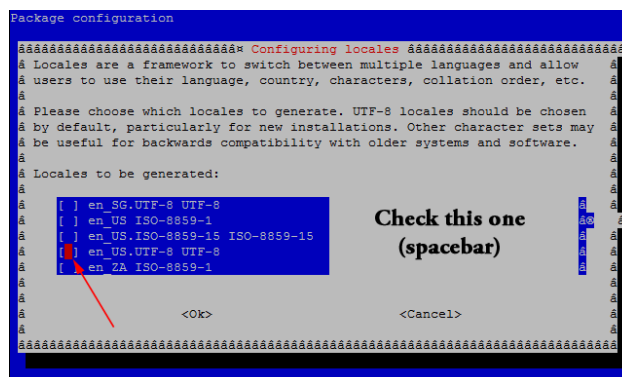 Package configuration
âââââââââââââââââââââââââââ¤ Configuring locales ââââââââââââââââââââââââââ
â Locales are a framework to switch between multiple languages and allow â
â users to use their language, country, characters, collation order, etc. â
â â
â Please choose which locales to generate. UTF-8 locales should be chosen â
â by default, particularly for new installations. Other character sets may â
â be useful for backwards compatibility with older systems and software. â
â â
â Locales to be generated: â
â â
â [ ] en_SG.UTF-8 UTF-8 â â
â [ ] en_US ISO-8859-1 â® â
â [ ] en_US.ISO-8859-15 ISO-8859-15 â â
â [ ] en_US.UTF-8 UTF-8 â â
â [ ] en_ZA ISO-8859-1 â â
Check this one
(spacebar)
â â
â â
â <Ok> <Cancel> â
â â
âââââââââââââââââââââââââââââââââââââââââââââââââââââââââââââââââââââââââââ